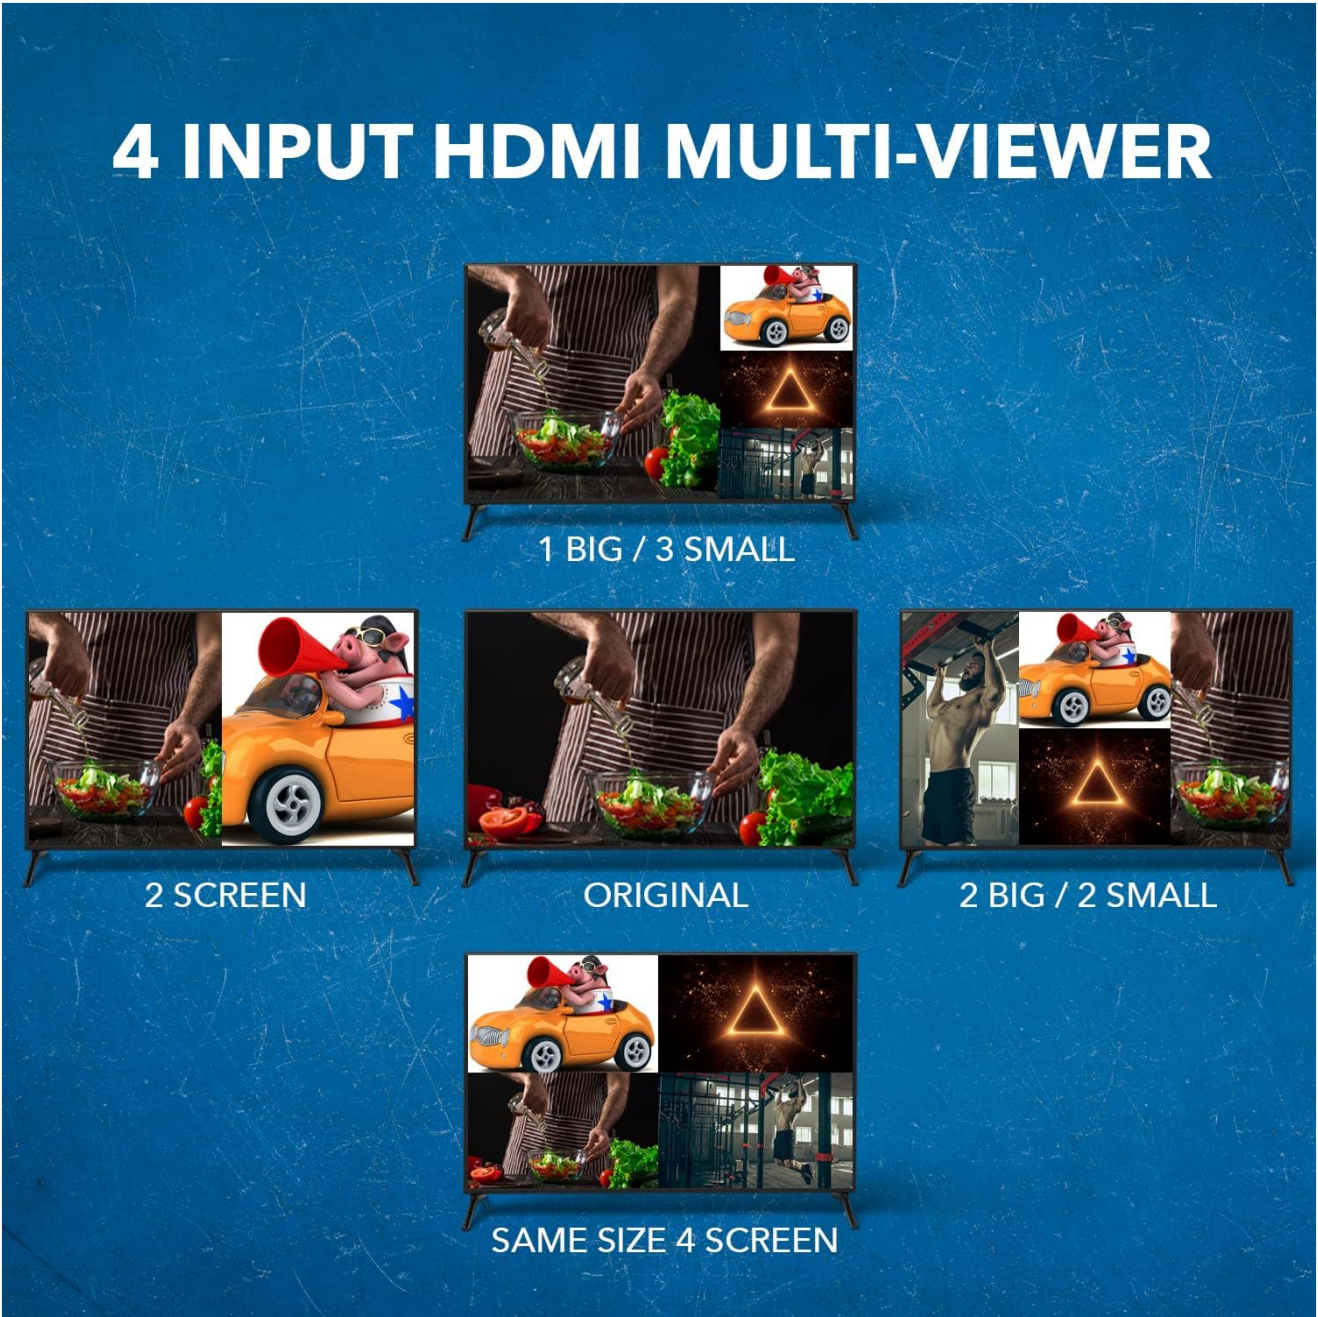 4 INPUT HDMI MULTI-VIEWER
1 BIG / 3 SMALL
2 SCREEN
ORIGINAL
2 BIG / 2 SMALL
SAME SIZE 4 SCREEN